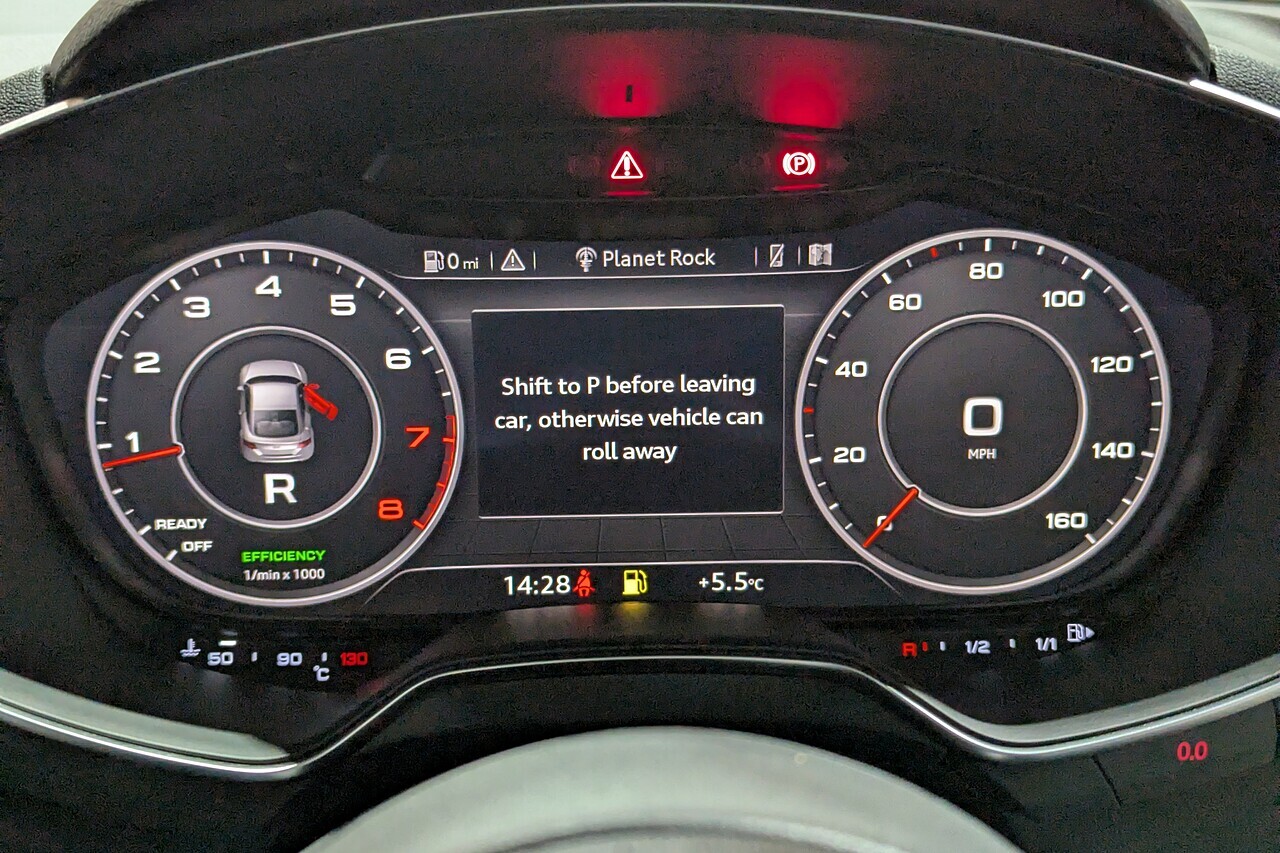 P
0 mi
Planet Rock
1
2
3
4
5
6
7
8
R
READY
OFF
EFFICIENCY
1/min x 1000
Shift to P before leaving
car, otherwise vehicle can
roll away
0
20
40
60
80
100
120
140
160
0
MPH
14:28
+5.5°C
50 90 130
°C
R 1/2 1/1
0.0